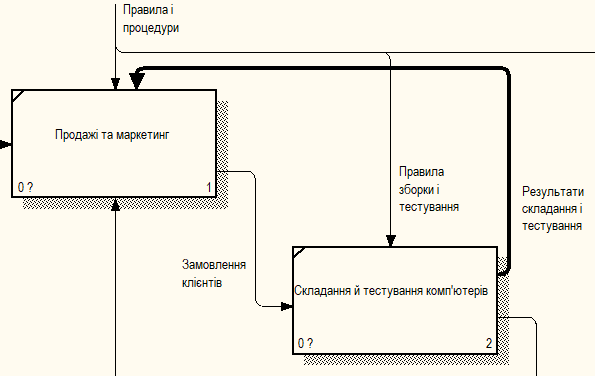 Правила і
процедури
Продажі та маркетинг
0 ?
1
Правила
зборки і
тестування
Результати
складання і
тестування
Замовлення
клієнтів
Складання й тестування комп'ютерів
0 ?
2